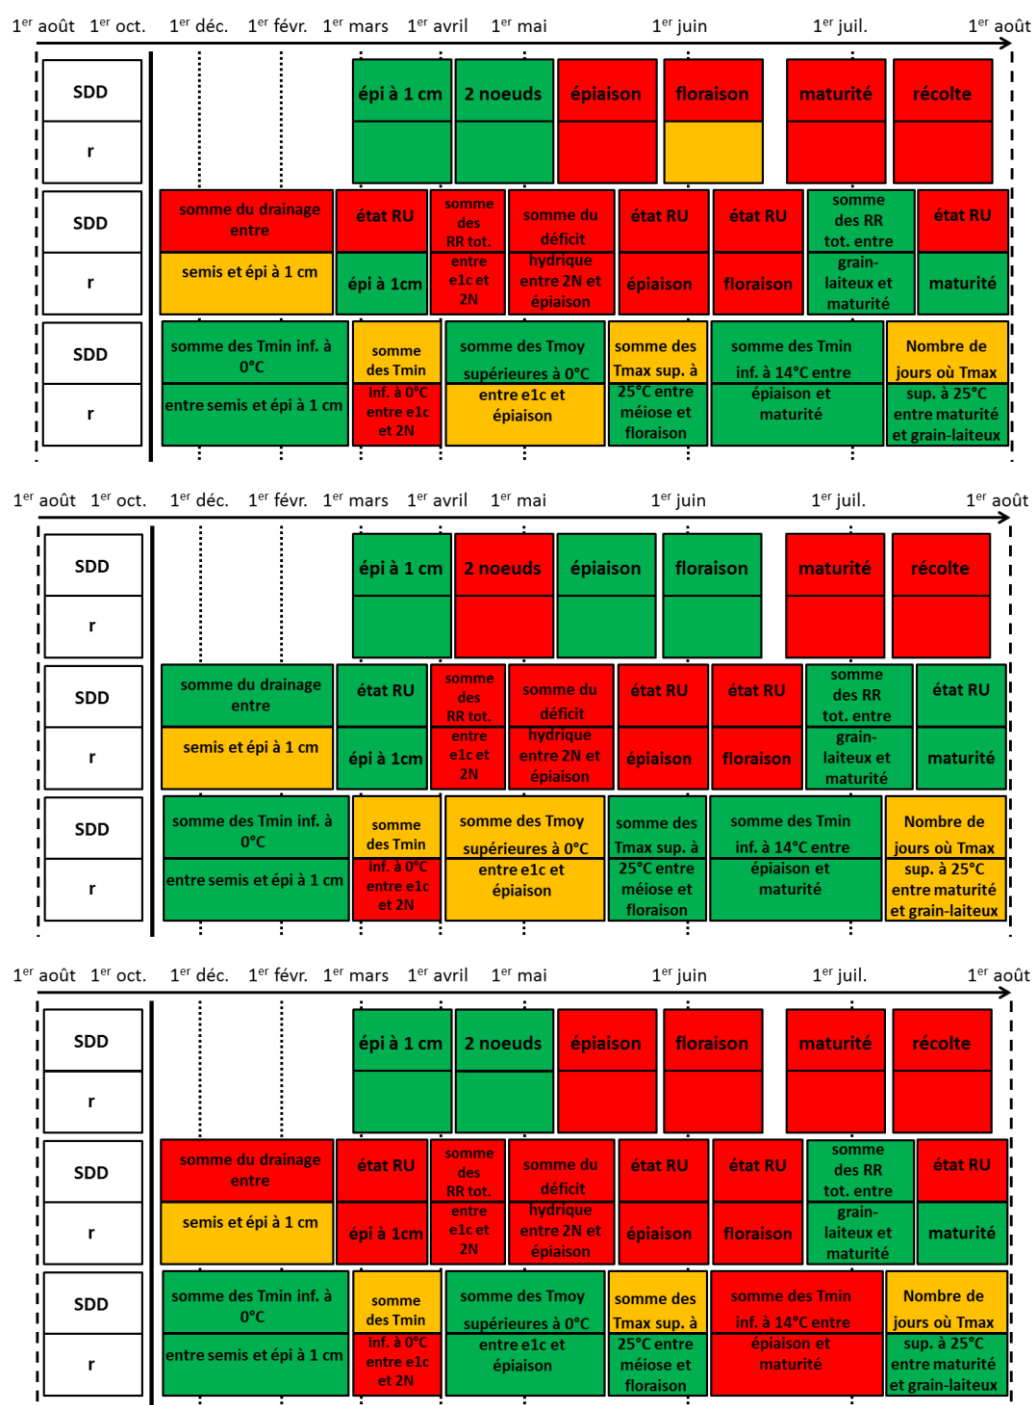 1er août 1er oct. 1er déc. 1er févr. 1er mars 1er avril 1er mai 1er juin 1er juil. 1er août
SDD épi à 1 cm 2 noeuds épiaison floraison maturité récolte
r
SDD
r
somme du drainage
entre
semis et épi à 1 cm
état RU
épi à 1cm
somme
des
RR tot.
entre
e1c et
2N
somme du
déficit
hydrique
entre 2N et
épiaison
état RU
épiaison
état RU
floraison
somme
des RR
tot. entre
grain-
laiteux et
maturité
état RU
maturité
SDD
r
somme des Tmin inf. à
0°C
entre semis et épi à 1 cm
somme
des Tmin
inf. à 0°C
entre e1c
et 2N
somme des Tmoy
supérieures à 0°C
entre e1c et
épiaison
somme des
Tmax sup. à
25°C entre
méiose et
floraison
somme des Tmin
inf. à 14°C entre
épiaison et
maturité
Nombre de
jours où Tmax
sup. à 25°C
entre maturité
et grain-laiteux
1er août 1er oct. 1er déc. 1er févr. 1er mars 1er avril 1er mai 1er juin 1er juil. 1er août
SDD épi à 1 cm 2 noeuds épiaison floraison maturité récolte
r
SDD
r
somme du drainage
entre
semis et épi à 1 cm
état RU
épi à 1cm
somme
des
RR tot.
entre
e1c et
2N
somme du
déficit
hydrique
entre 2N et
épiaison
état RU
épiaison
état RU
floraison
somme
des RR
tot. entre
grain-
laiteux et
maturité
état RU
maturité
SDD
r
somme des Tmin inf. à
0°C
entre semis et épi à 1 cm
somme
des Tmin
inf. à 0°C
entre e1c
et 2N
somme des Tmoy
supérieures à 0°C
entre e1c et
épiaison
somme des
Tmax sup. à
25°C entre
méiose et
floraison
somme des Tmin
inf. à 14°C entre
épiaison et
maturité
Nombre de
jours où Tmax
sup. à 25°C
entre maturité
et grain-laiteux
1er août 1er oct. 1er déc. 1er févr. 1er mars 1er avril 1er mai 1er juin 1er juil. 1er août
SDD épi à 1 cm 2 noeuds épiaison floraison maturité récolte
r
SDD
r
somme du drainage
entre
semis et épi à 1 cm
état RU
épi à 1cm
somme
des
RR tot.
entre
e1c et
2N
somme du
déficit
hydrique
entre 2N et
épiaison
état RU
épiaison
état RU
floraison
somme
des RR
tot. entre
grain-
laiteux et
maturité
état RU
maturité
SDD
r
somme des Tmin inf. à
0°C
entre semis et épi à 1 cm
somme
des Tmin
inf. à 0°C
entre e1c
et 2N
somme des Tmoy
supérieures à 0°C
entre e1c et
épiaison
somme des
Tmax sup. à
25°C entre
méiose et
floraison
somme des Tmin
inf. à 14°C entre
épiaison et
maturité
Nombre de
jours où Tmax
sup. à 25°C
entre maturité
et grain-laiteux